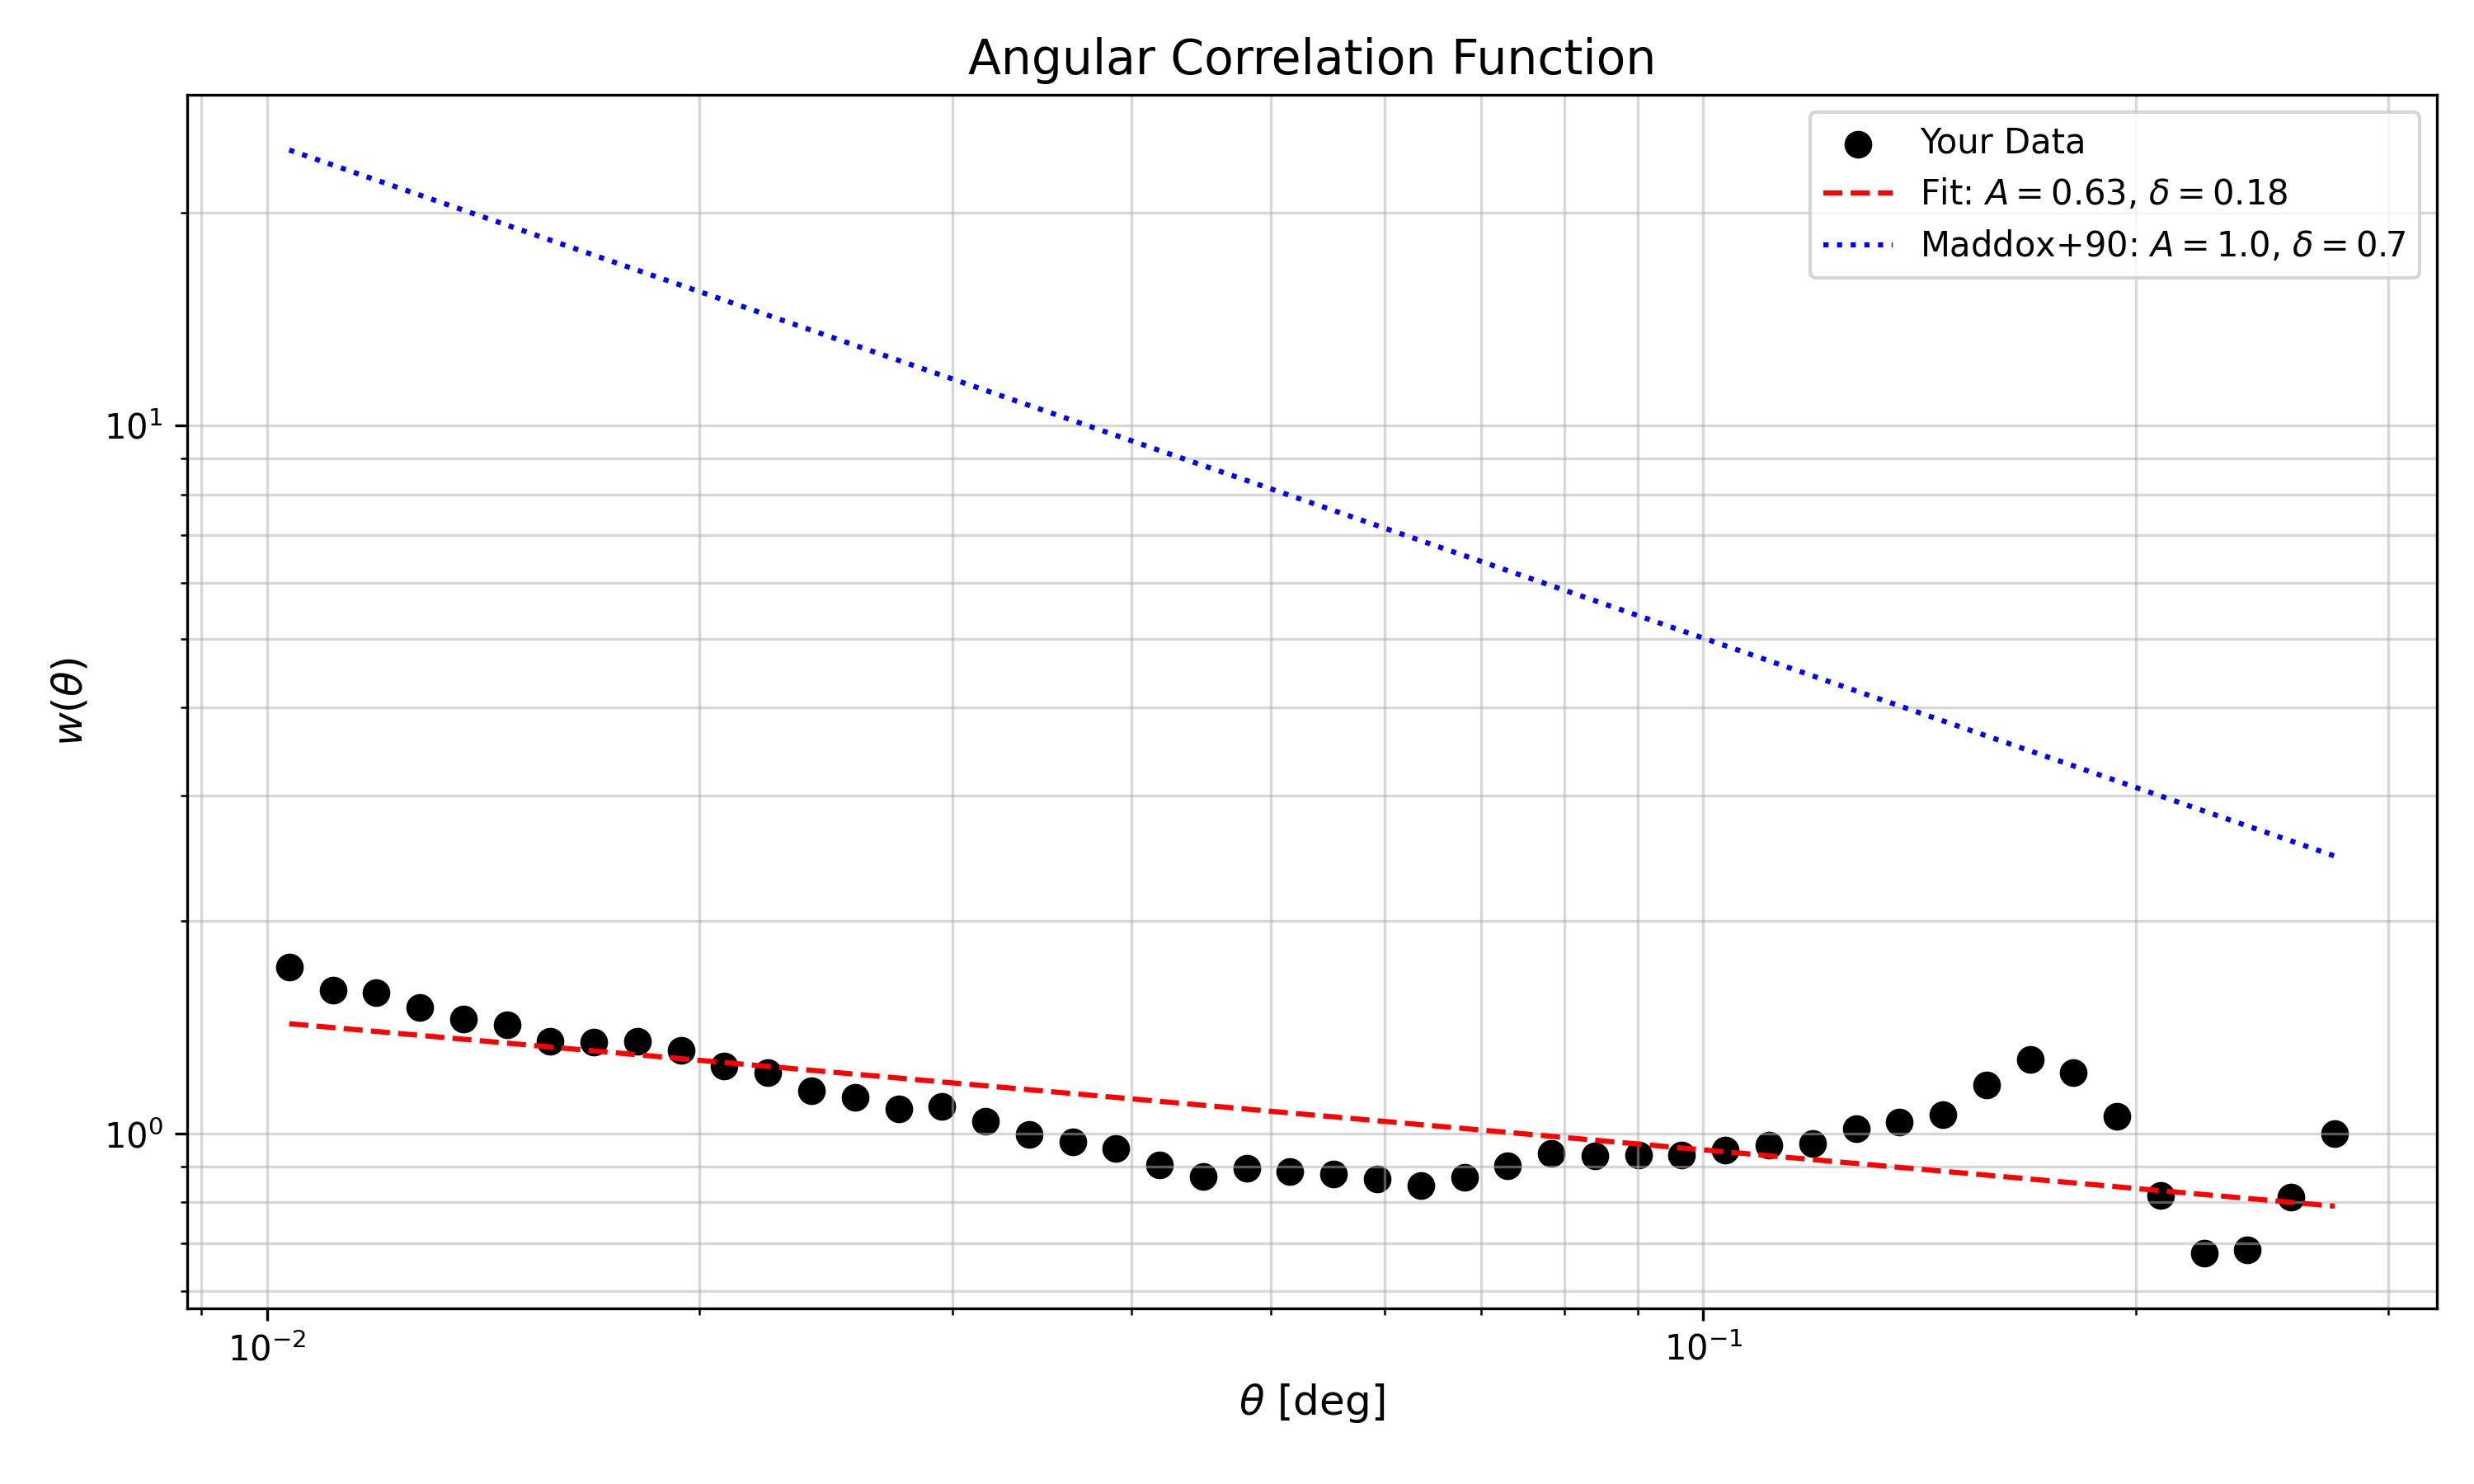 Angular Correlation Function
Your Data
Fit: A = 0.63, δ = 0.18
Maddox+90: A = 1.0, δ = 0.7
10¹
10⁰
w(θ)
10⁻²
10⁻¹
θ [deg]